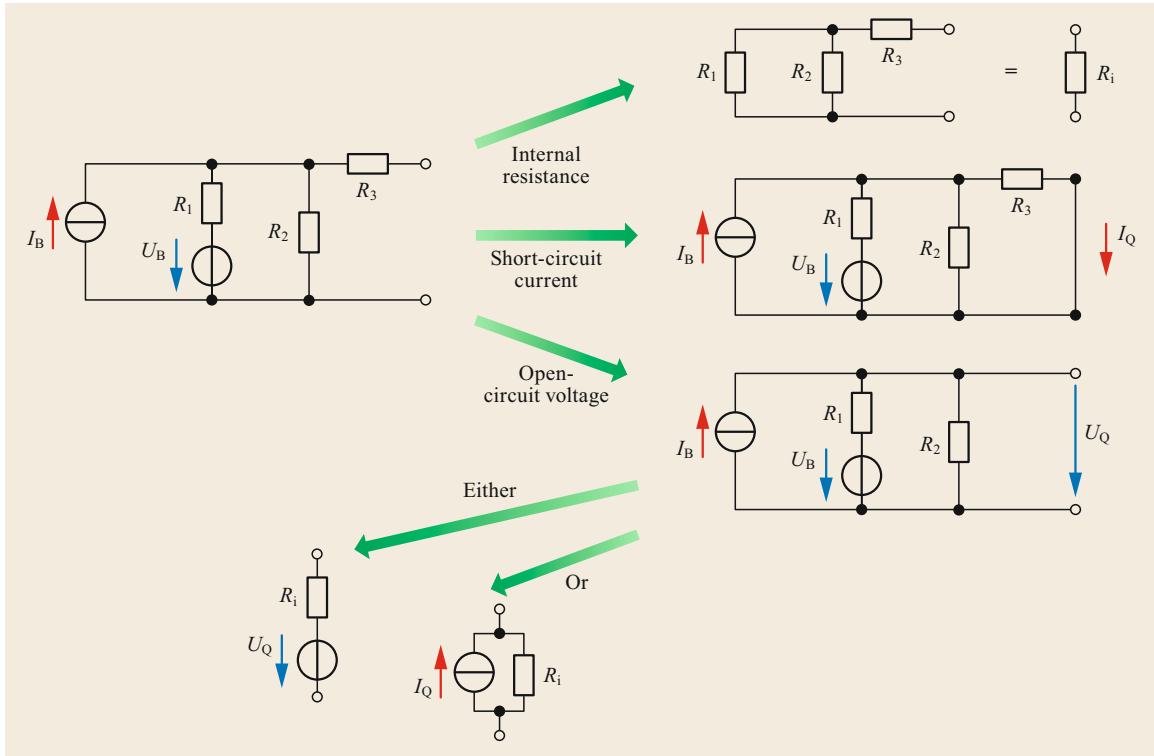 R3
R1
R2
=
Ri
Internal
resistance
R3
IB
R1
UB
R2
Short-circuit
current
R3
IB
R1
UB
R2
IQ
Open-
circuit voltage
IB
R1
UB
R2
UQ
Either
Or
Ri
UQ
IQ
Ri